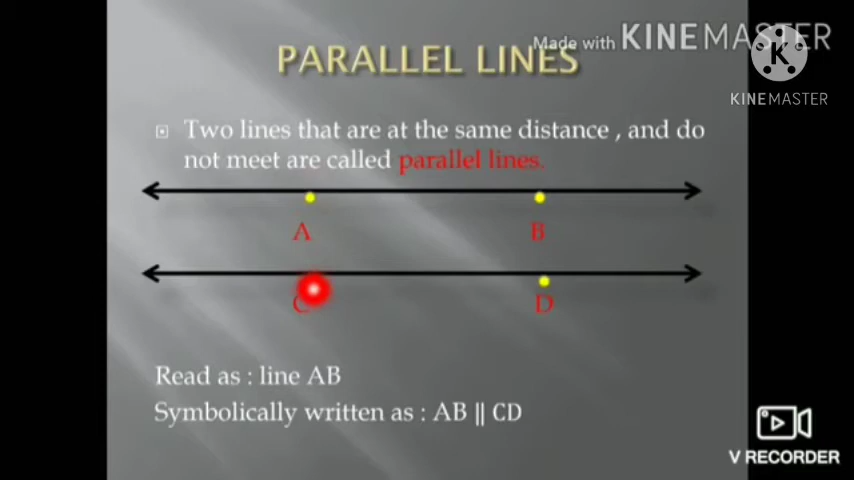 Made with KINEMASTER
PARALLEL LINES
K
KINEMASTER
Two lines that are at the same distance , and do
not meet are called parallel lines.
A B
C D
Read as : line AB
Symbolically written as : AB || CD
V RECORDER